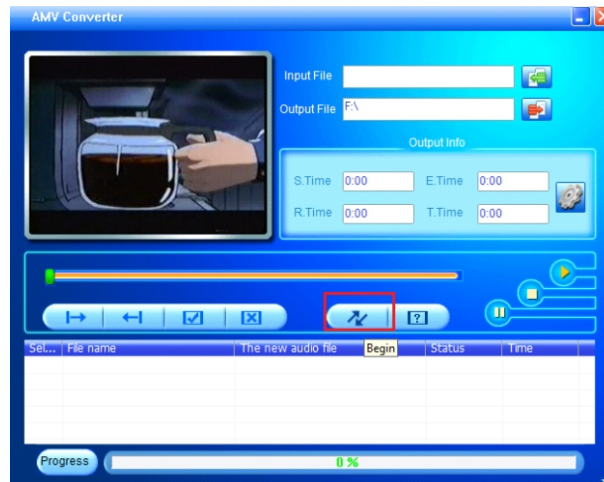 AMV Converter
Input File
Output File F:\
Output Info
S.Time 0:00 E.Time 0:00
R.Time 0:00 T.Time 0:00
Sel... File name The new audio file Begin Status Time
Progress 0 %